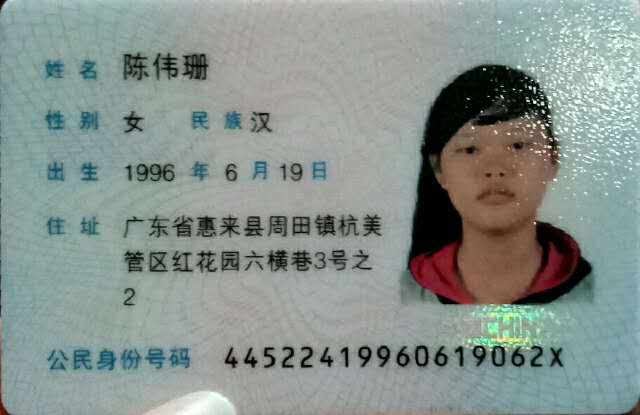 姓名 陈伟珊
性别 女 民族 汉
出生 1996 年 6 月 19 日
住址 广东省惠来县周田镇杭美
管区红花园六横巷3号之
2
CHINA
公民身份号码 44522419960619062X